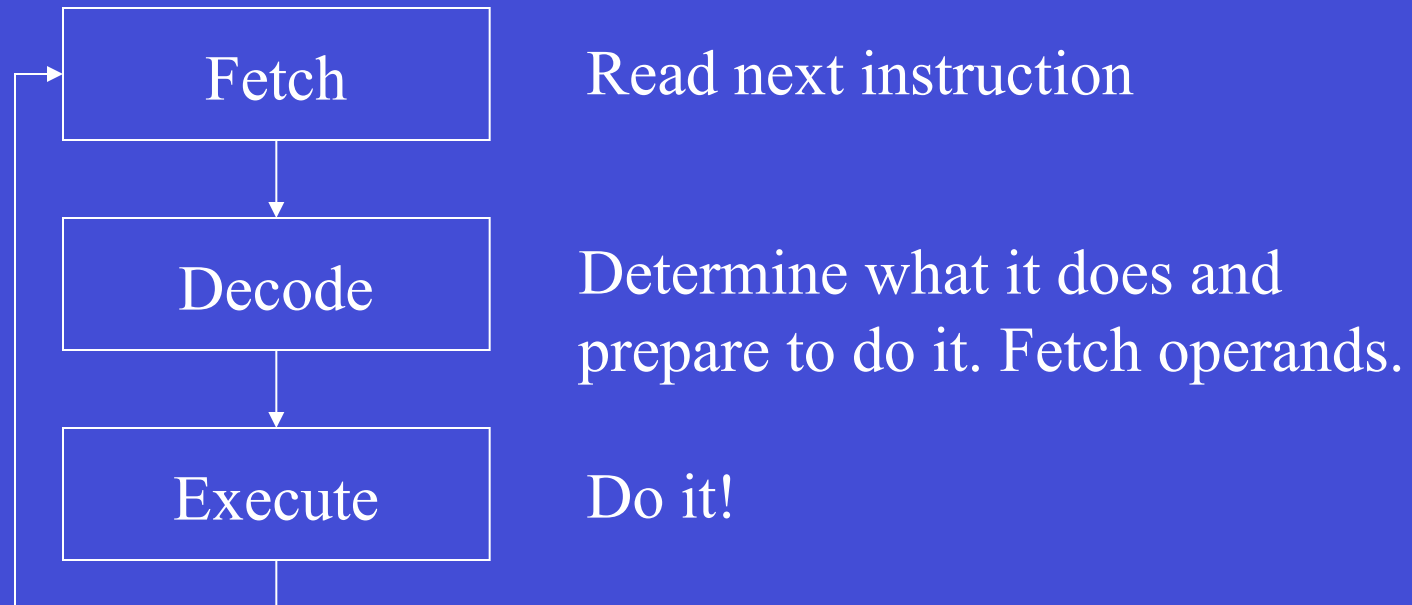 Fetch
Read next instruction
Decode
Determine what it does and
prepare to do it. Fetch operands.
Execute
Do it!